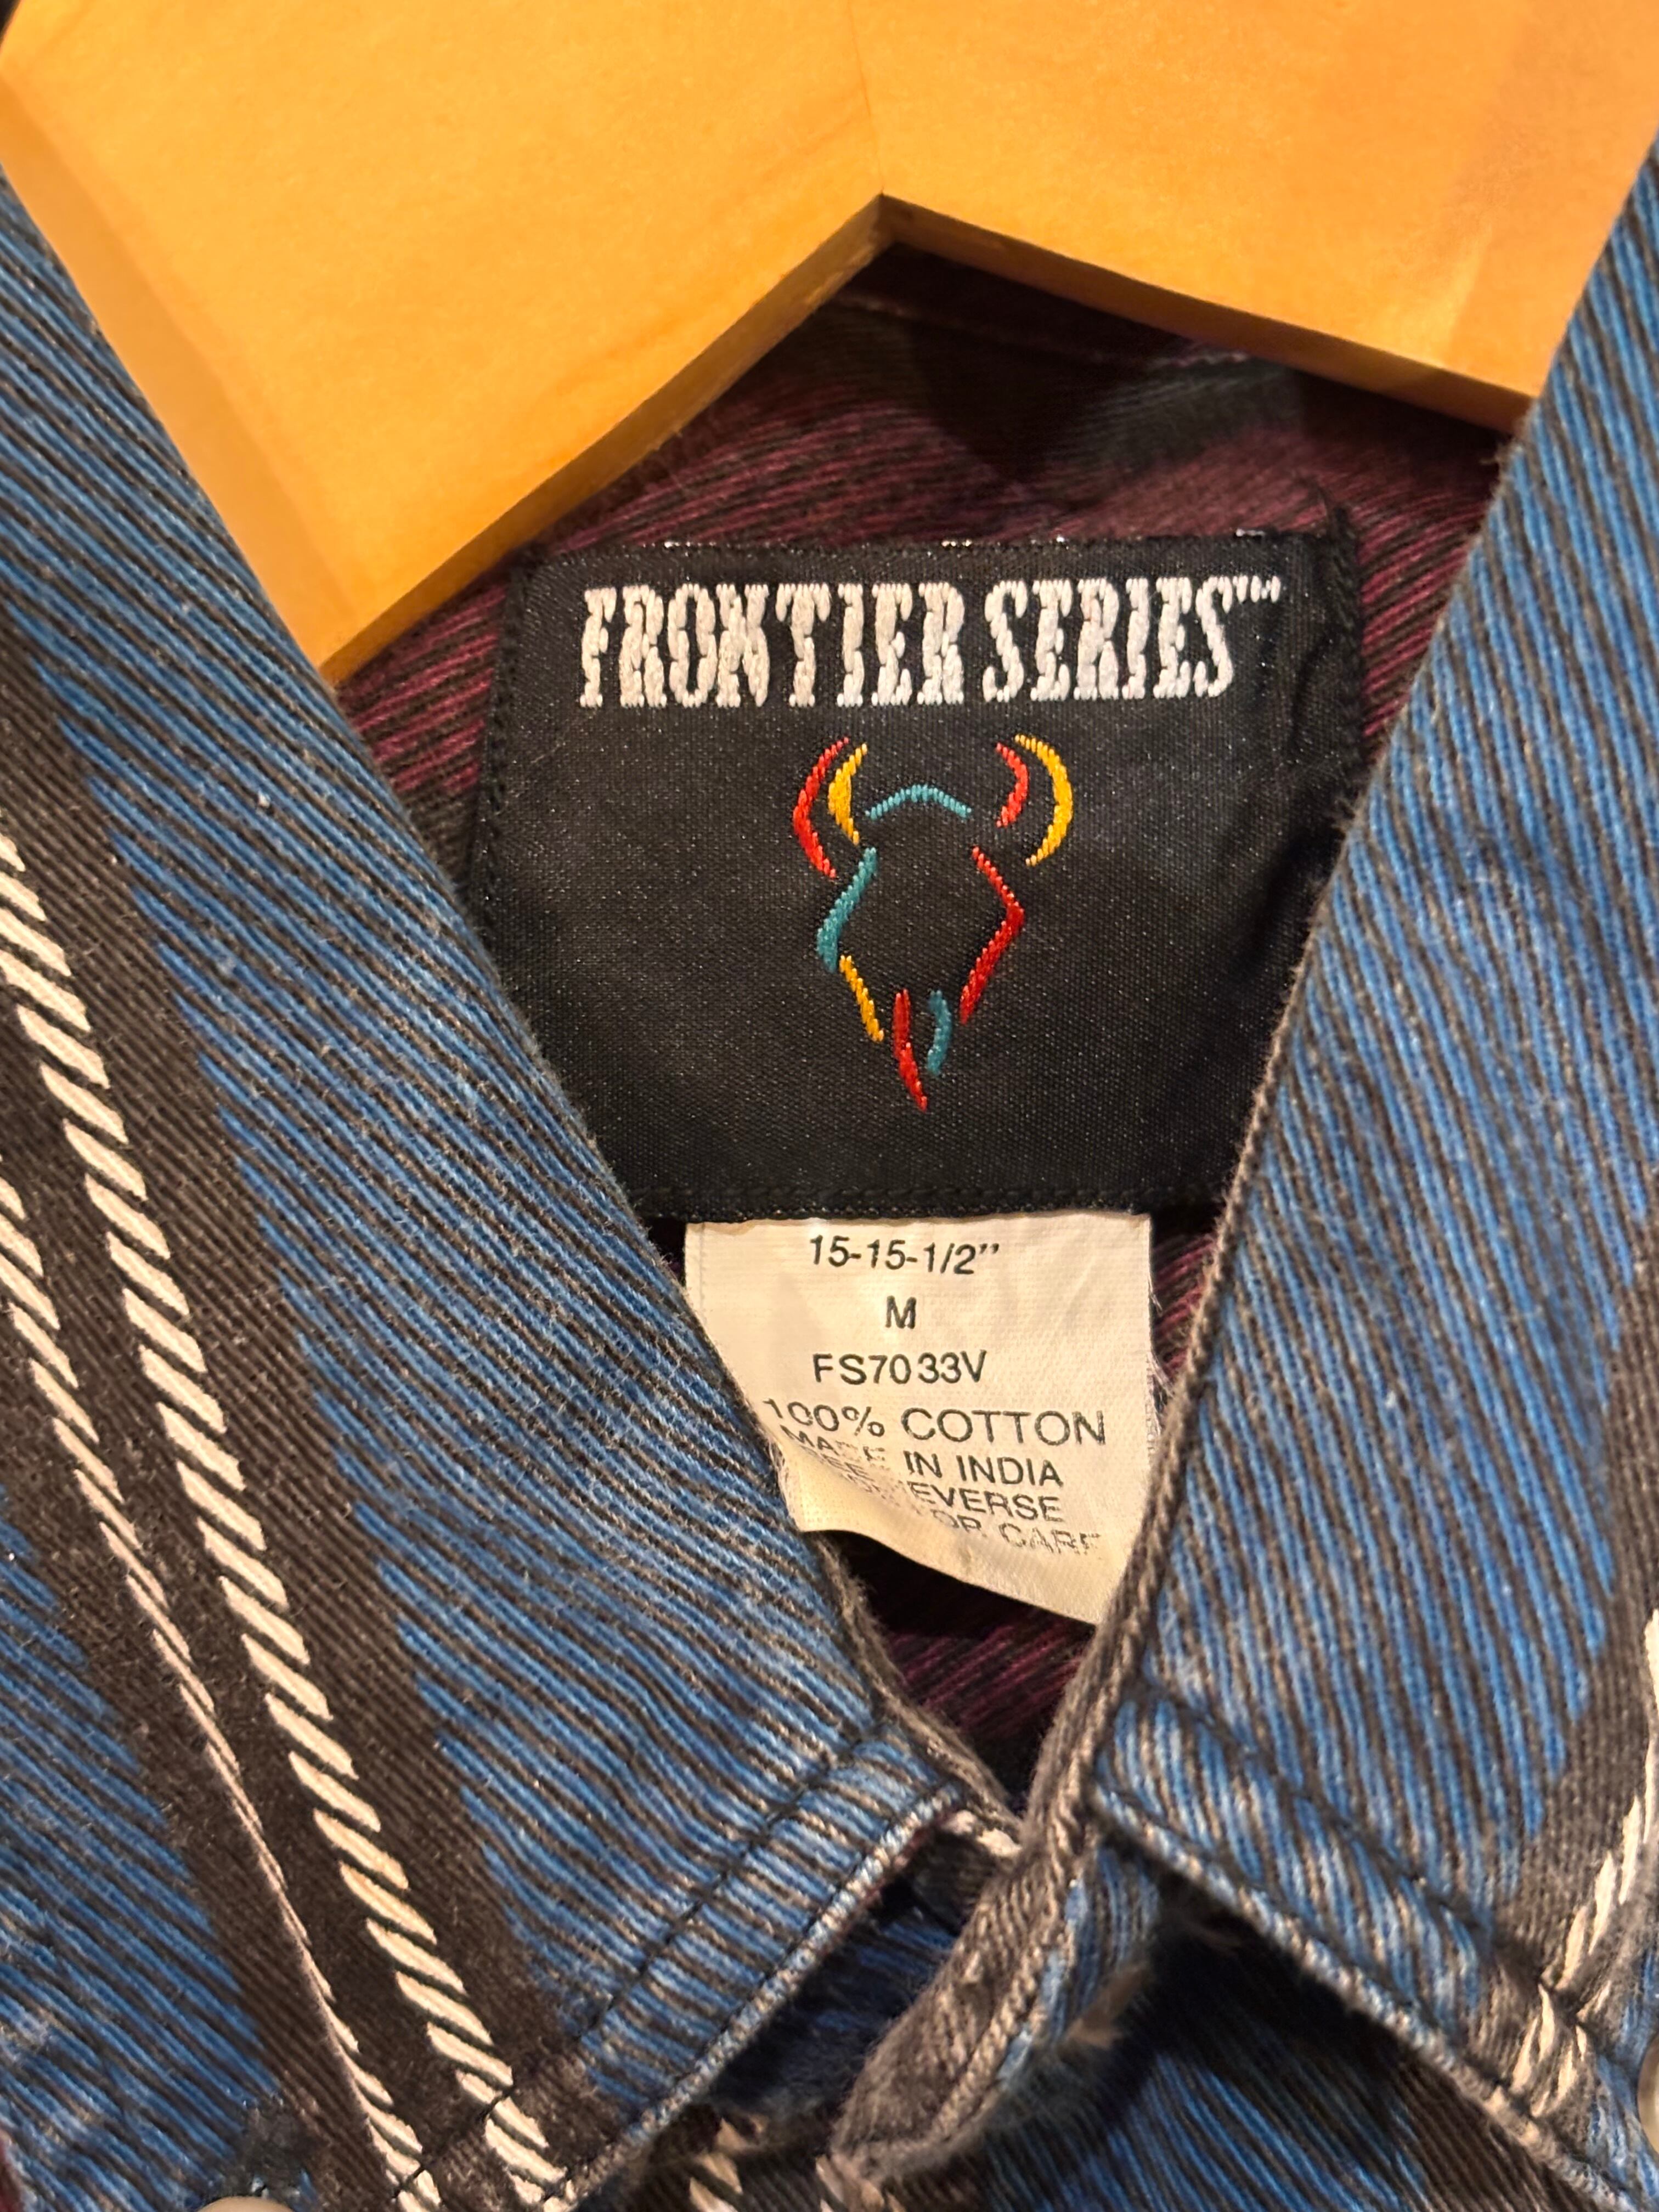 FRONTIER SERIES™
15-15-1/2”
M
FS7033V
100% COTTON
MADE IN INDIA
SEE REVERSE
FOR CARE